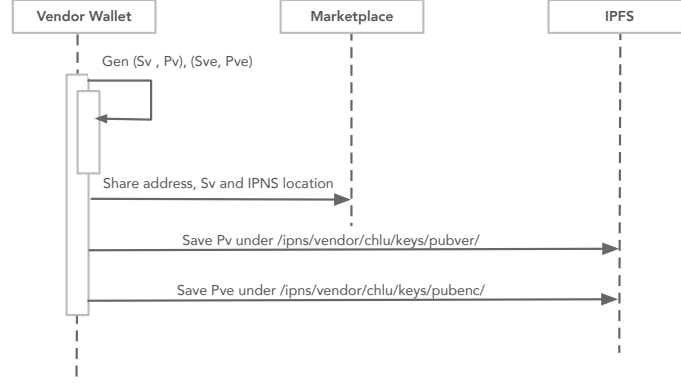 Vendor Wallet
Marketplace
IPFS
Gen (Sv , Pv), (Sve, Pve)
Share address, Sv and IPNS location
Save Pv under /ipns/vendor/chlu/keys/pubver/
Save Pve under /ipns/vendor/chlu/keys/pubenc/